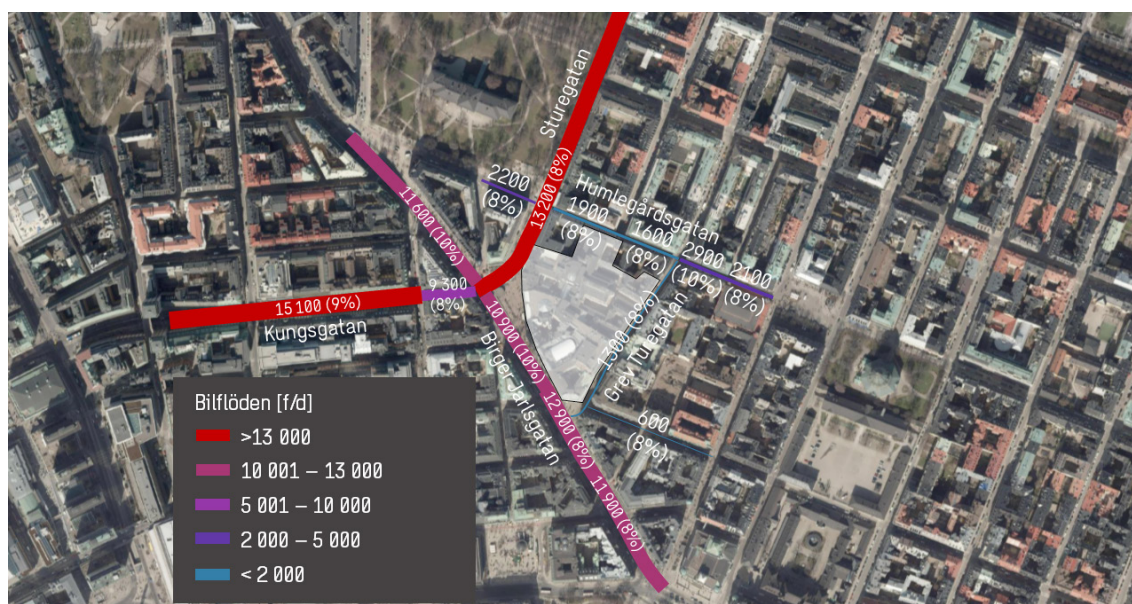 Sturegatan
13 200 (8%)
2200
(8%)
Humlegårdsgatan
1900
(8%)
1600
(8%)
2900
(10%)
2100
(8%)
11 600 (10%)
9 300
(8%)
15 100 (9%)
Kungsgatan
10 900 (10%)
Birger Jarlsgatan
1300 (8%)
Grev Turegatan
12 900 (8%)
600
(8%)
11 900 (8%)
Bilflöden [f/d]
>13 000
10 001 – 13 000
5 001 – 10 000
2 000 – 5 000
< 2 000